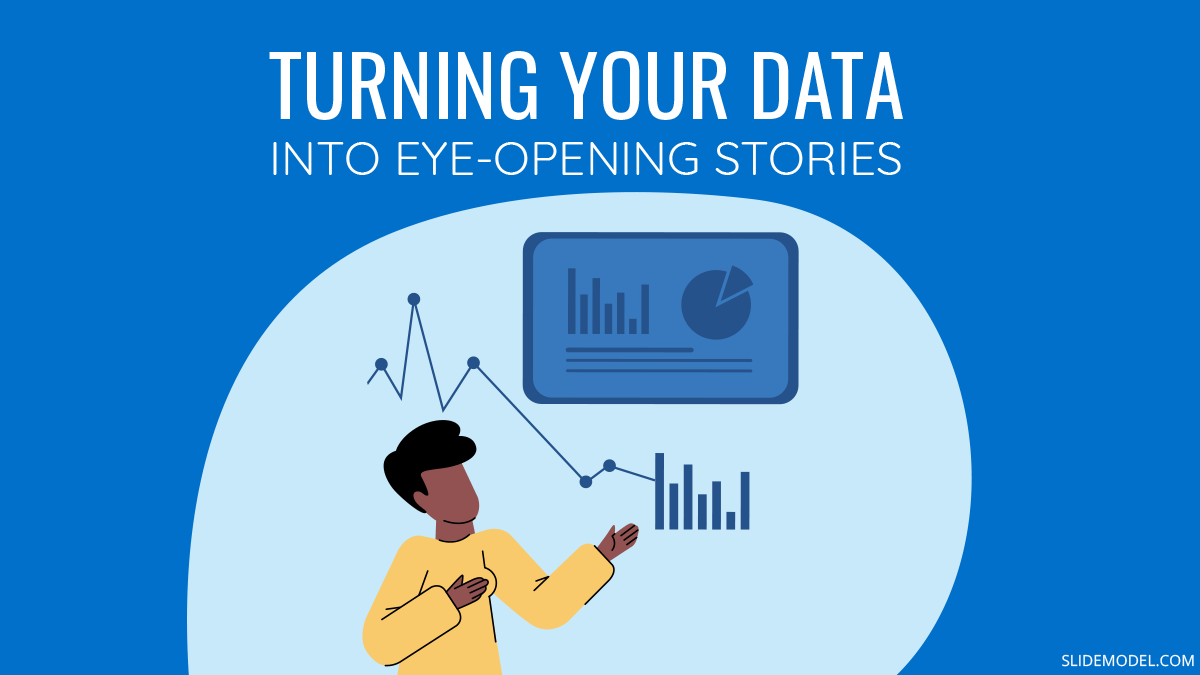 TURNING YOUR DATA
INTO EYE-OPENING STORIES
SLIDEMODEL.COM